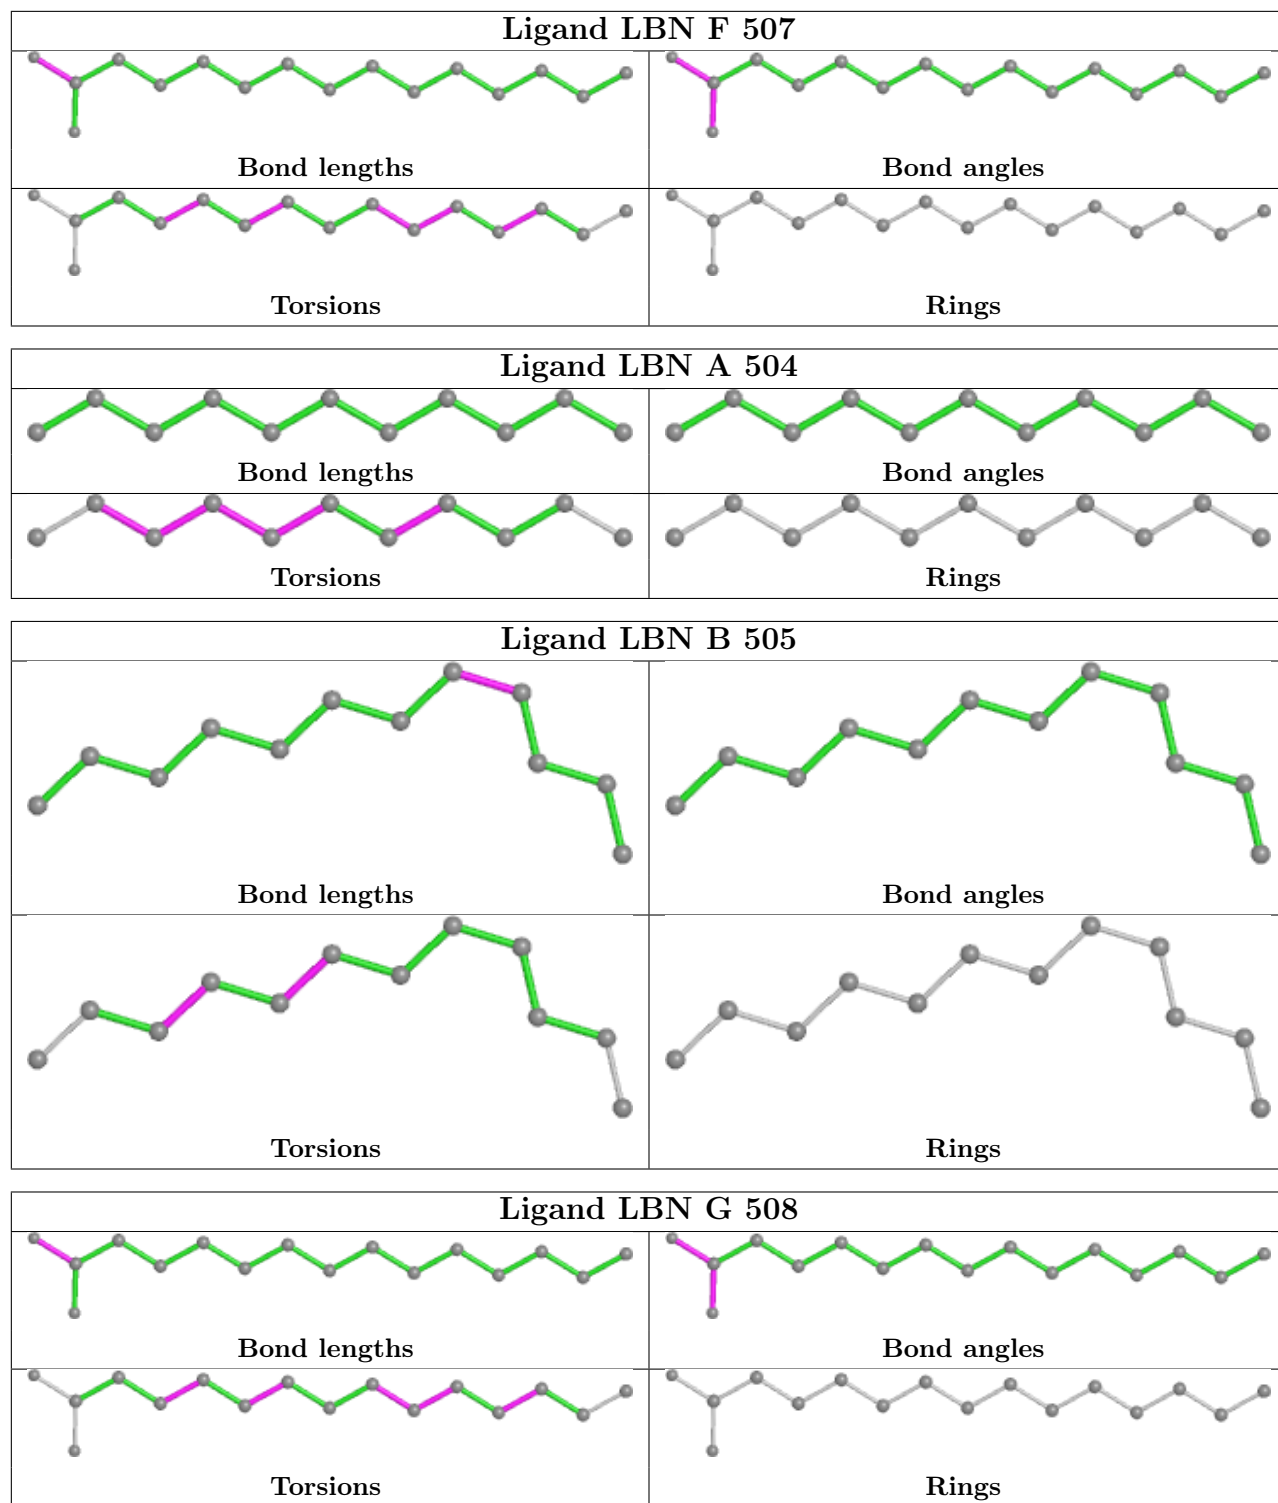 Ligand LBN F 507
Bond lengths
Bond angles
Torsions
Rings
Ligand LBN A 504
Bond lengths
Bond angles
Torsions
Rings
Ligand LBN B 505
Bond lengths
Bond angles
Torsions
Rings
Ligand LBN G 508
Bond lengths
Bond angles
Torsions
Rings